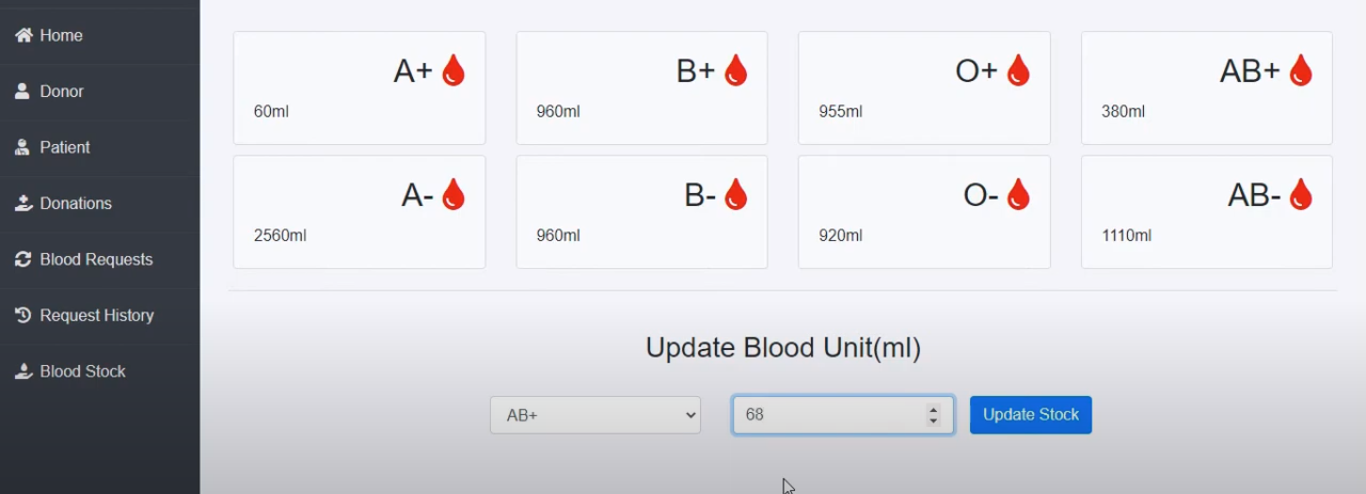 Home
Donor
Patient
Donations
Blood Requests
Request History
Blood Stock
A+
60ml
B+
960ml
O+
955ml
AB+
380ml
A-
2560ml
B-
960ml
O-
920ml
AB-
1110ml
Update Blood Unit(ml)
AB+
68
Update Stock